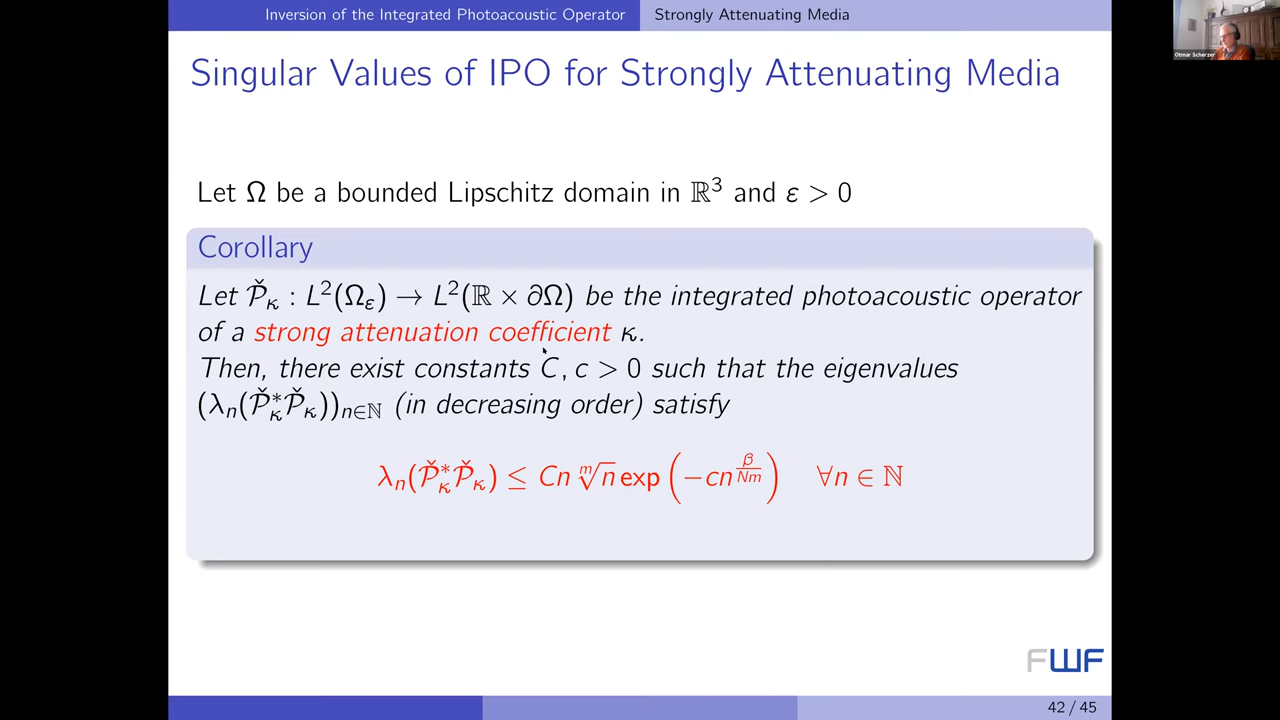 Inversion of the Integrated Photoacoustic Operator Strongly Attenuating Media
Otmar Scherzer
Singular Values of IPO for Strongly Attenuating Media
Let Ω be a bounded Lipschitz domain in ℝ³ and ε > 0
Corollary
Let 𝒫̌_κ : L²(Ω_ε) → L²(ℝ × ∂Ω) be the integrated photoacoustic operator
of a strong attenuation coefficient κ.
Then, there exist constants C, c > 0 such that the eigenvalues
(λ_n(𝒫̌*_κ 𝒫̌_κ))_{n∈ℕ} (in decreasing order) satisfy
λ_n(𝒫̌*_κ 𝒫̌_κ) ≤ Cn ᵐ√n exp(−cn^{β/(Nm)}) ∀n ∈ ℕ
FWF
42 / 45